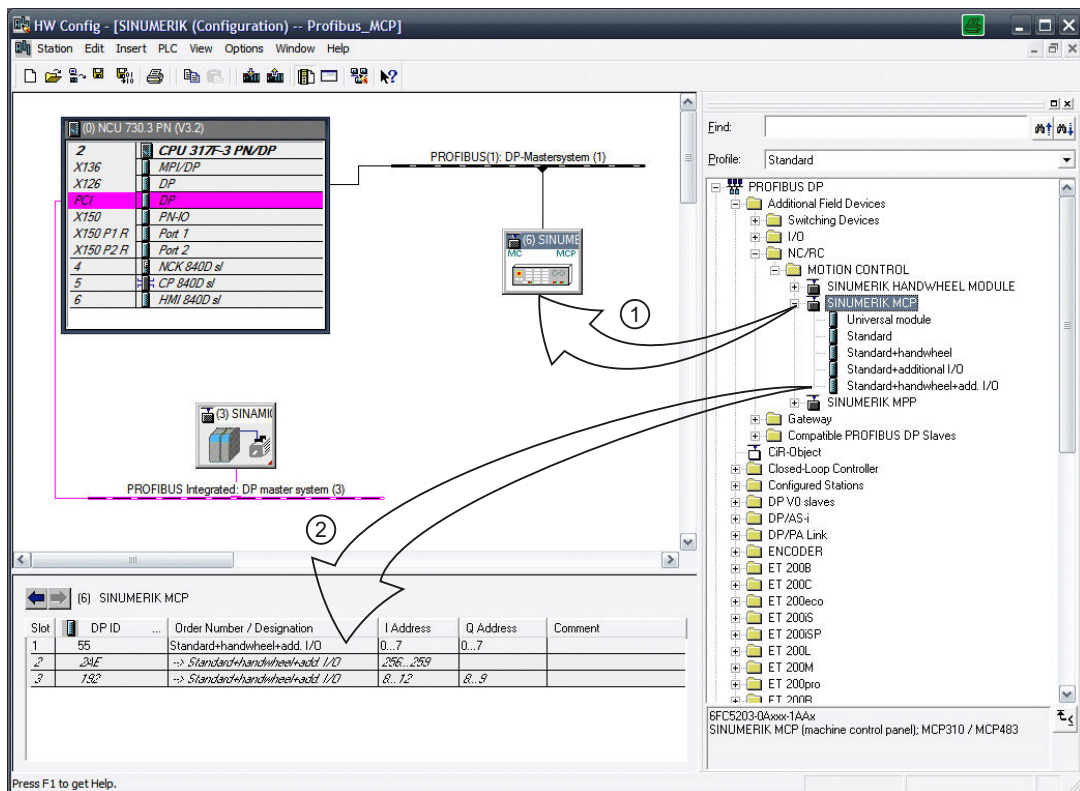 HW Config - [SINUMERIK (Configuration) -- Profibus_MCP]
Station Edit Insert PLC View Options Window Help
(0) NCU 730.3 PN (V3.2)
2 CPU 317F-3 PN/DP
X136 MPI/DP
X126 DP
PCI DP
X150 PN-IO
X150 P1 R Port 1
X150 P2 R Port 2
4 NCK 840D sl
5 CP 840D sl
6 HMI 840D sl
PROFIBUS(1): DP-Mastersystem (1)
(6) SINUME
MC MCP
1
(3) SINAMIC
PROFIBUS Integrated: DP master system (3)
2
Find:
Profile: Standard
PROFIBUS DP
Additional Field Devices
Switching Devices
I/O
NC/RC
MOTION CONTROL
SINUMERIK HANDWHEEL MODULE
SINUMERIK MCP
Universal module
Standard
Standard+handwheel
Standard+additional I/O
Standard+handwheel+add. I/O
SINUMERIK MPP
Gateway
Compatible PROFIBUS DP Slaves
CiR-Object
Closed-Loop Controller
Configured Stations
DP V0 slaves
DP/AS-i
DP/PA Link
ENCODER
ET 200B
ET 200C
ET 200eco
ET 200iS
ET 200iSP
ET 200L
ET 200M
ET 200pro
ET 200R
6FC5203-0Axxx-1AAx
SINUMERIK MCP (machine control panel); MCP310 / MCP483
(6) SINUMERIK MCP
Slot DP ID ... Order Number / Designation I Address Q Address Comment
1 55 Standard+handwheel+add. I/O 0...7 0...7
2 2AE --> Standard+handwheel+add. I/O 256...259
3 192 --> Standard+handwheel+add. I/O 8...12 8...9
Press F1 to get Help.